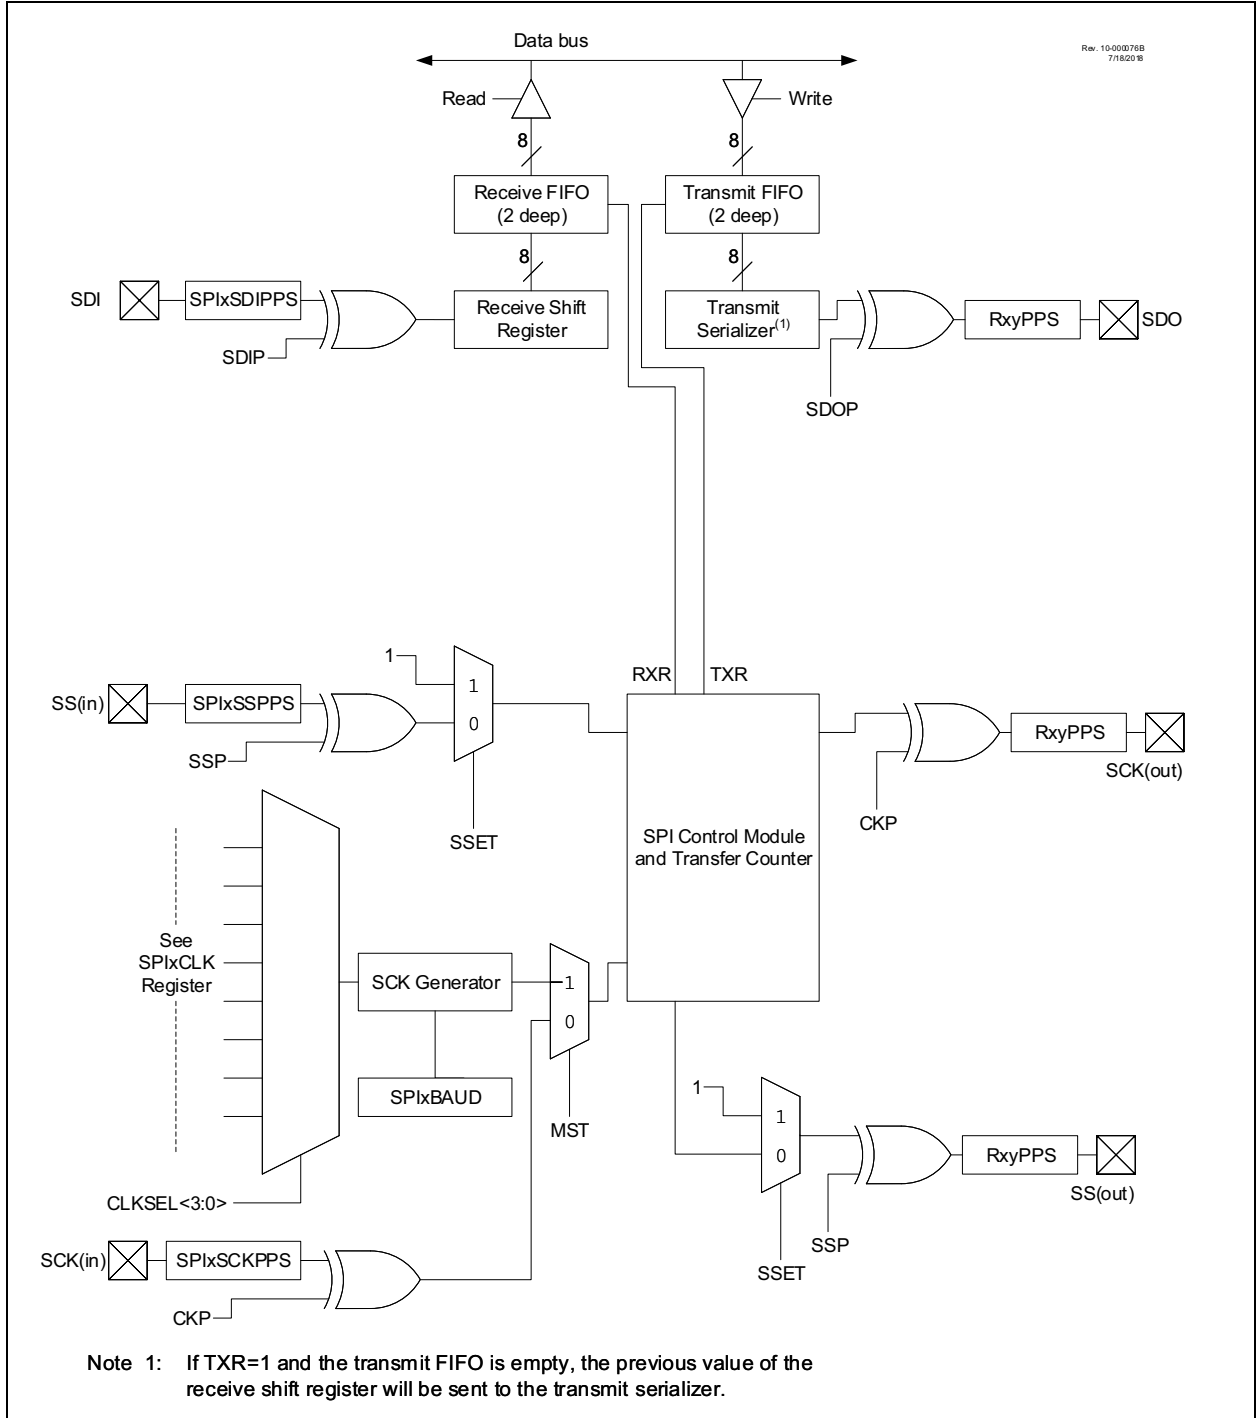 Data bus
Rev. 10-000076B
7/18/2018
Read
Write
8
8
Receive FIFO
(2 deep)
Transmit FIFO
(2 deep)
8
8
SDI
SPIxSDIPPS
SDIP
Receive Shift
Register
Transmit
Serializer(1)
SDOP
RxyPPS
SDO
RXR
TXR
1
SS(in)
SPIxSSPPS
SSP
1
0
SSET
SPI Control Module
and Transfer Counter
RxyPPS
SCK(out)
CKP
See
SPIxCLK
Register
SCK Generator
1
0
SPIxBAUD
MST
CLKSEL<3:0>
1
1
0
SSET
SSP
RxyPPS
SS(out)
SCK(in)
SPIxSCKPPS
CKP
Note 1: If TXR=1 and the transmit FIFO is empty, the previous value of the
receive shift register will be sent to the transmit serializer.